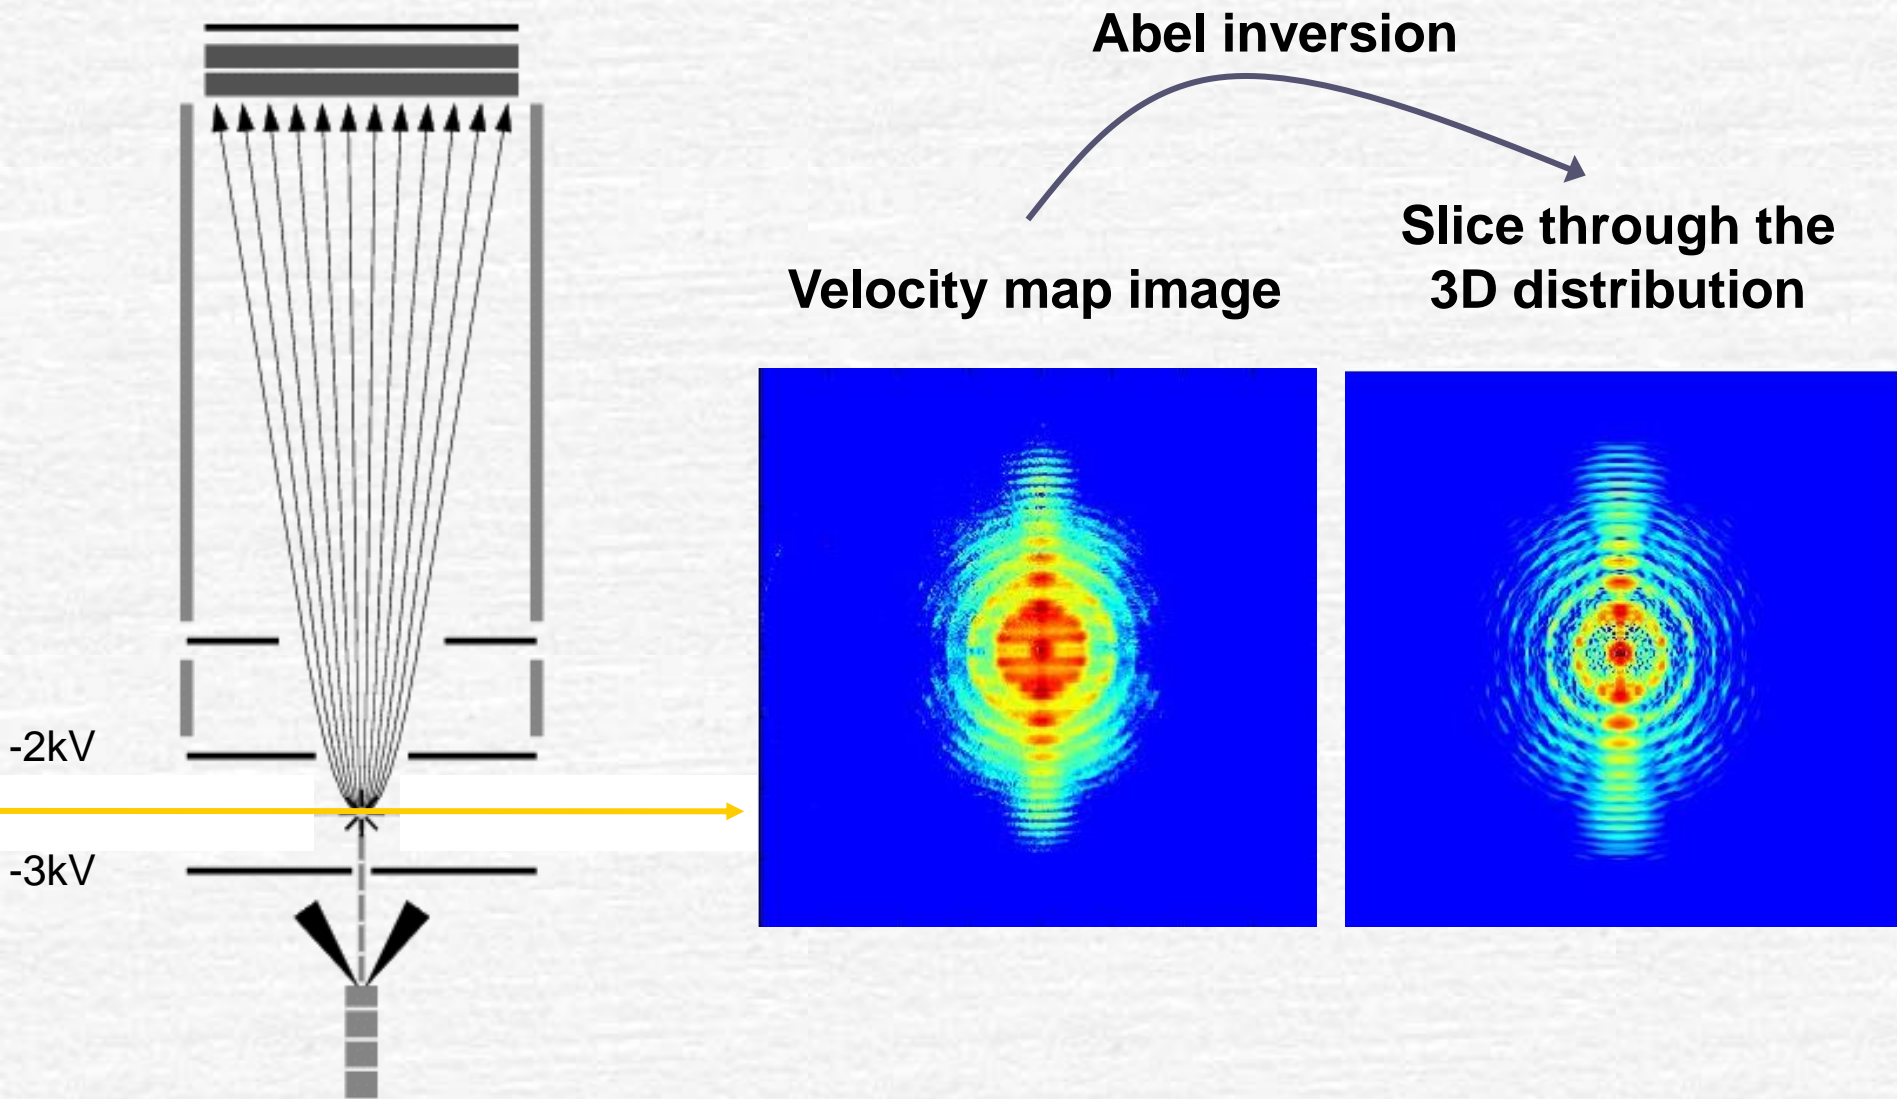 Abel inversion
Slice through the
3D distribution
Velocity map image
-2kV
-3kV